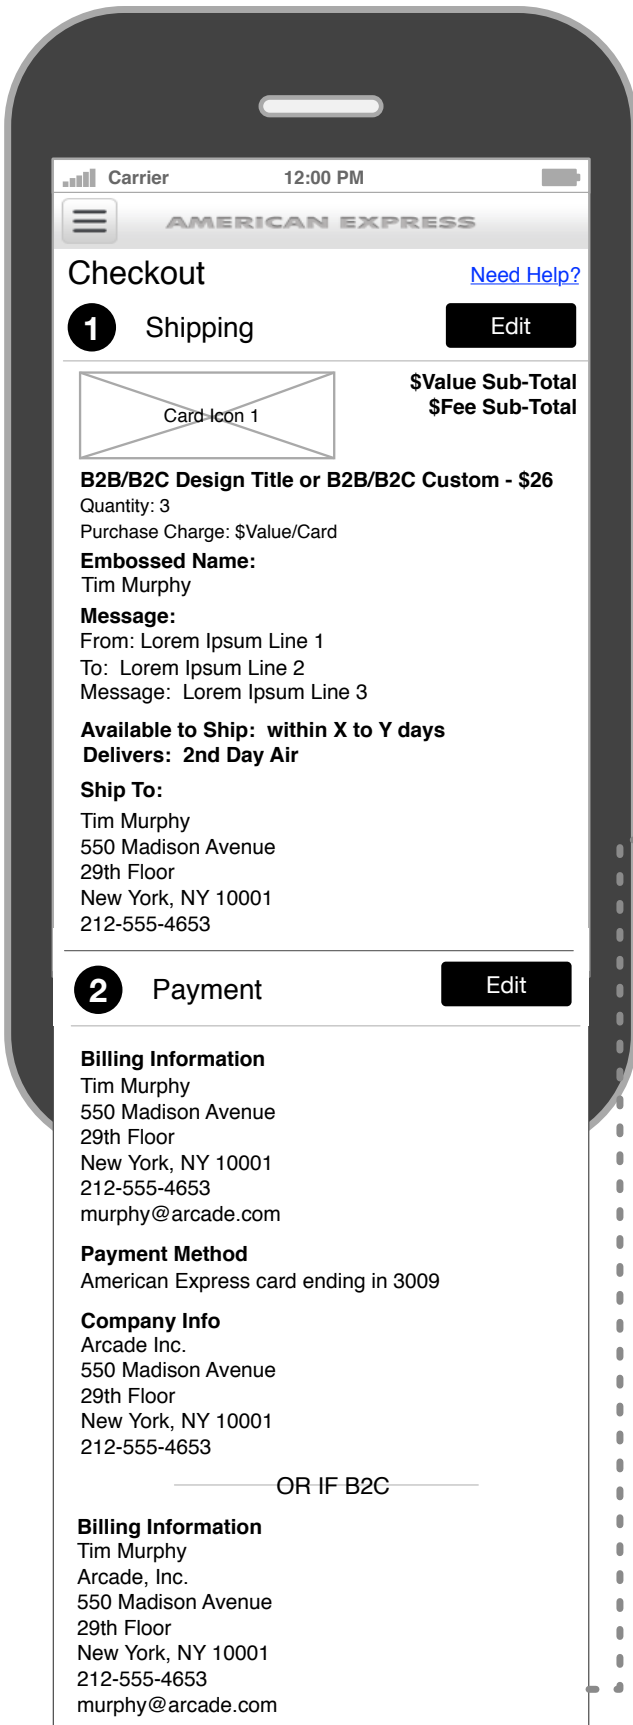 Carrier 12:00 PM
AMERICAN EXPRESS
Checkout Need Help?
1 Shipping Edit
Card Icon 1
$Value Sub-Total
$Fee Sub-Total
B2B/B2C Design Title or B2B/B2C Custom - $26
Quantity: 3
Purchase Charge: $Value/Card
Embossed Name:
Tim Murphy
Message:
From: Lorem Ipsum Line 1
To: Lorem Ipsum Line 2
Message: Lorem Ipsum Line 3
Available to Ship: within X to Y days
Delivers: 2nd Day Air
Ship To:
Tim Murphy
550 Madison Avenue
29th Floor
New York, NY 10001
212-555-4653
2 Payment Edit
Billing Information
Tim Murphy
550 Madison Avenue
29th Floor
New York, NY 10001
212-555-4653
murphy@arcade.com
Payment Method
American Express card ending in 3009
Company Info
Arcade Inc.
550 Madison Avenue
29th Floor
New York, NY 10001
212-555-4653
OR IF B2C
Billing Information
Tim Murphy
Arcade, Inc.
550 Madison Avenue
29th Floor
New York, NY 10001
212-555-4653
murphy@arcade.com